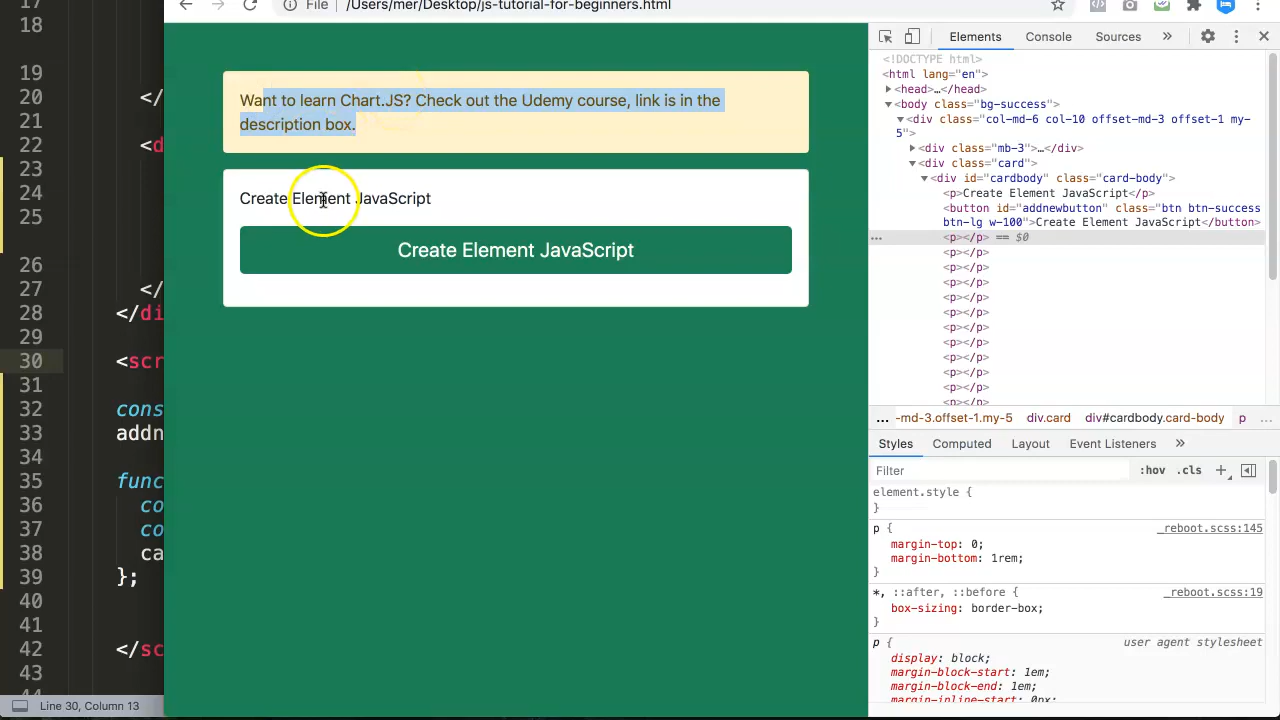 File /Users/mer/Desktop/js-tutorial-for-beginners.html
17
18
19
20 </
21
22 <d
23
24
25
26
27 </
28 </di
29
30 <scr
31
32 cons
33 addn
34
35 func
36 co
37 co
38 ca
39 };
40
41
42 </sc
43
44
Line 30, Column 13
Want to learn Chart.JS? Check out the Udemy course, link is in the
description box.
Create Element JavaScript
Create Element JavaScript
Elements Console Sources »
<!DOCTYPE html>
<html lang="en">
<head>…</head>
<body class="bg-success">
<div class="col-md-6 col-10 offset-md-3 offset-1 my-
5">
<div class="mb-3">…</div>
<div class="card">
<div id="cardbody" class="card-body">
<p>Create Element JavaScript</p>
<button id="addnewbutton" class="btn btn-success
btn-lg w-100">Create Element JavaScript</button>
… <p></p> == $0
<p></p>
<p></p>
<p></p>
<p></p>
<p></p>
<p></p>
<p></p>
<p></p>
<p></p>
<p></p>
<p></p>
... -md-3.offset-1.my-5 div.card div#cardbody.card-body p ...
Styles Computed Layout Event Listeners »
Filter :hov .cls +
element.style {
}
p { _reboot.scss:145
margin-top: 0;
margin-bottom: 1rem;
}
*, ::after, ::before { _reboot.scss:19
box-sizing: border-box;
}
p { user agent stylesheet
display: block;
margin-block-start: 1em;
margin-block-end: 1em;
margin-inline-start: 0px;